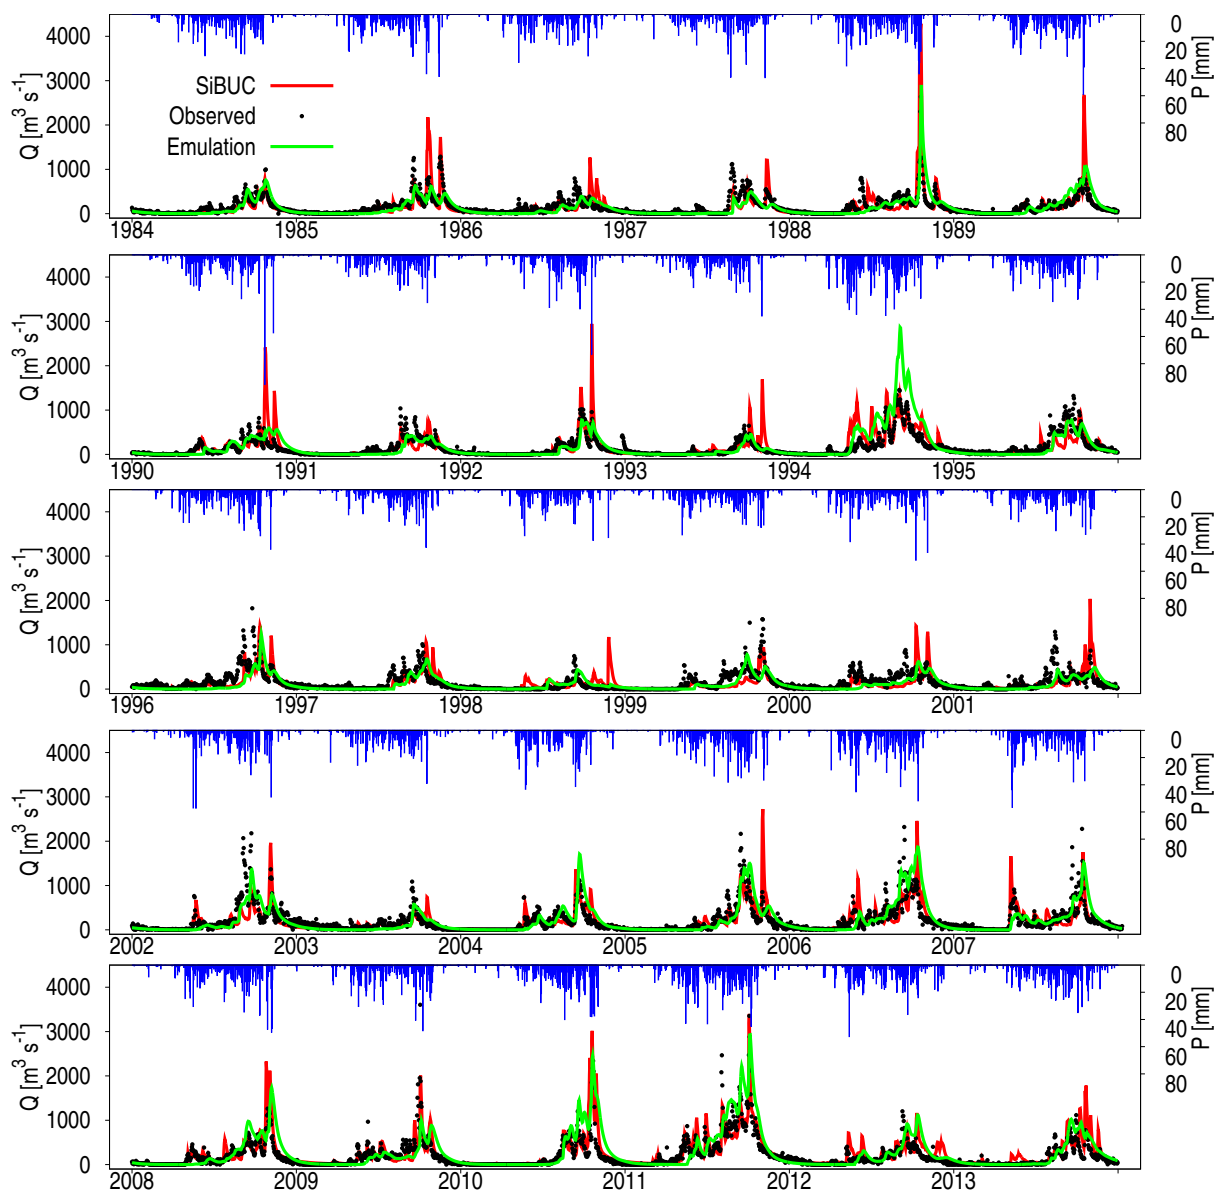 4000
3000
2000
1000
0
Q [m3 s-1]
SiBUC
Observed
Emulation
0
20
40
60
80
P [mm]
1984 1985 1986 1987 1988 1989
4000
3000
2000
1000
0
Q [m3 s-1]
0
20
40
60
80
P [mm]
1990 1991 1992 1993 1994 1995
4000
3000
2000
1000
0
Q [m3 s-1]
0
20
40
60
80
P [mm]
1996 1997 1998 1999 2000 2001
4000
3000
2000
1000
0
Q [m3 s-1]
0
20
40
60
80
P [mm]
2002 2003 2004 2005 2006 2007
4000
3000
2000
1000
0
Q [m3 s-1]
0
20
40
60
80
P [mm]
2008 2009 2010 2011 2012 2013